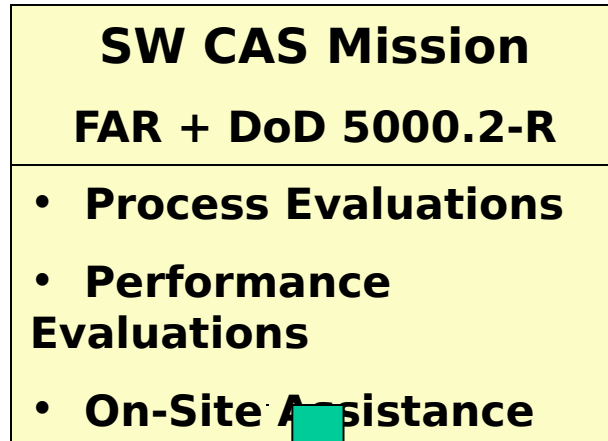 SW CAS Mission
FAR + DoD 5000.2-R
• Process Evaluations
• Performance
Evaluations
• On-Site Assistance